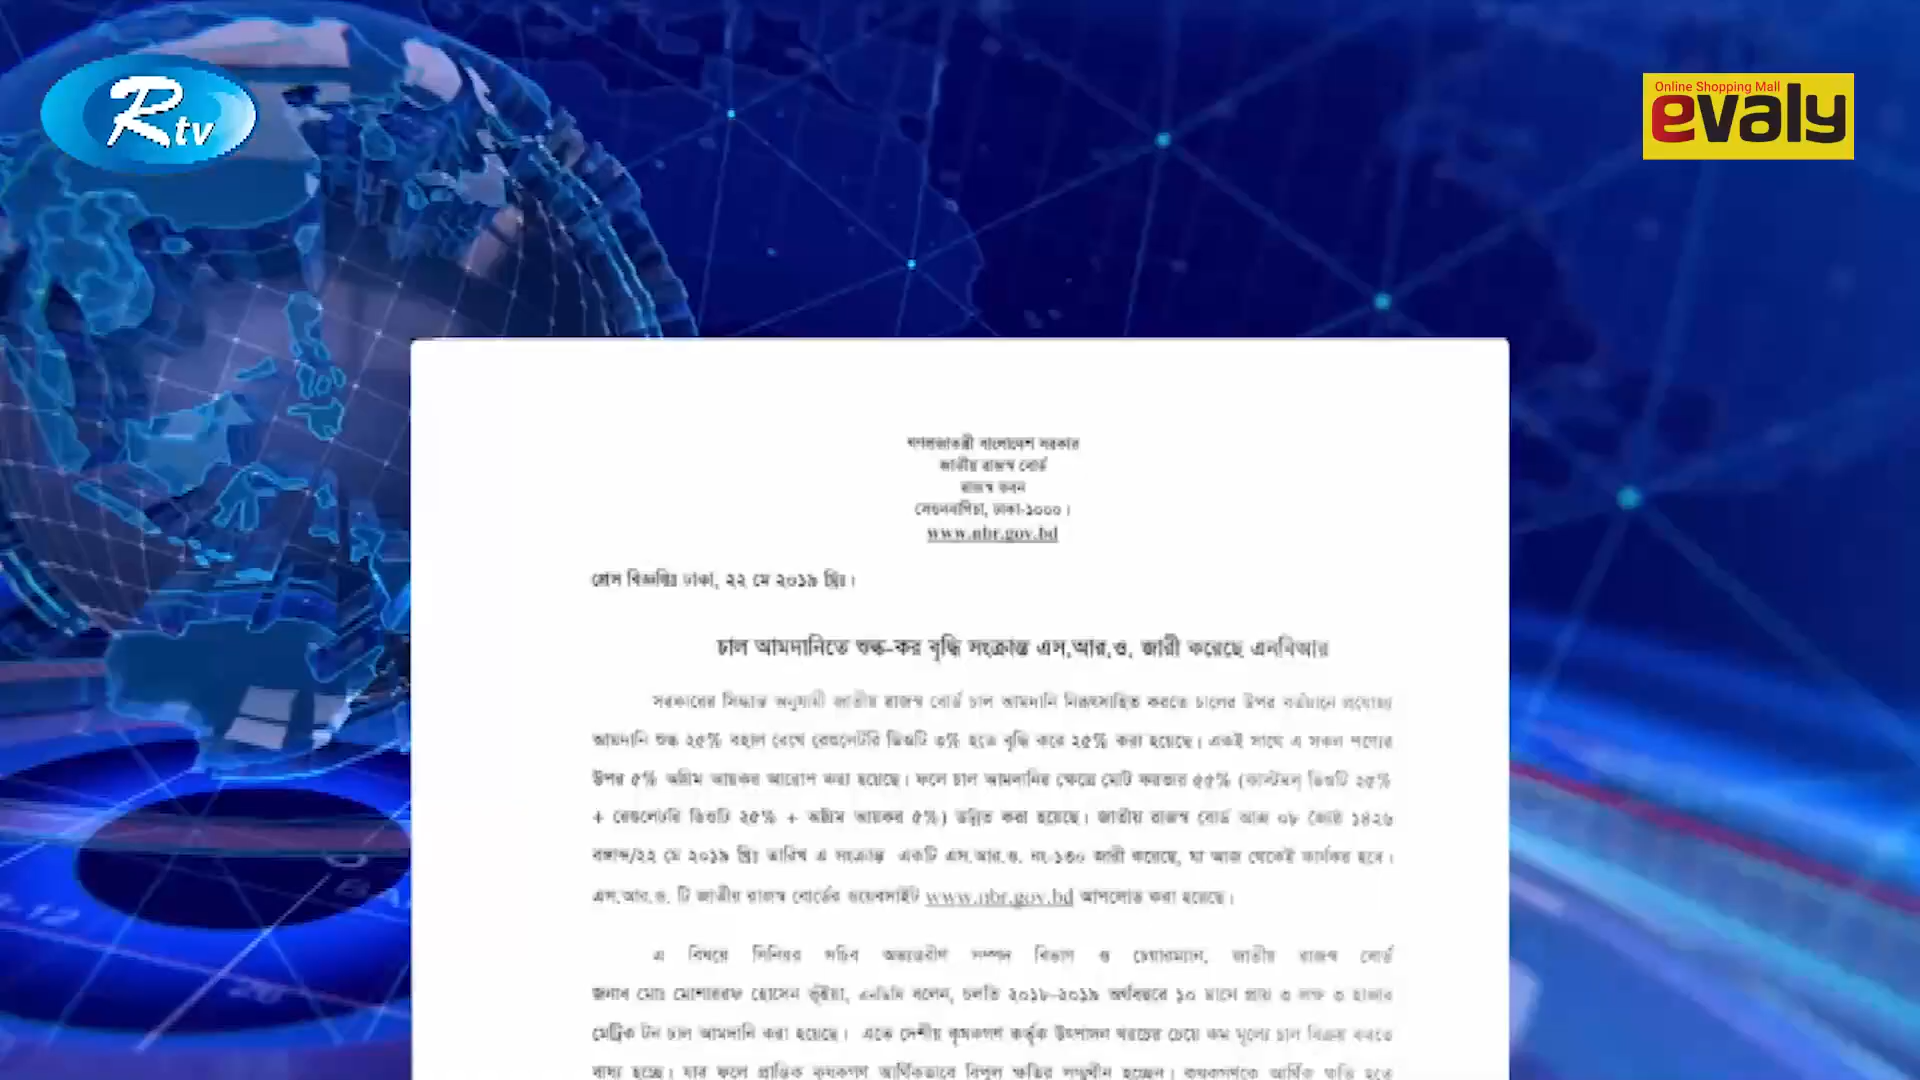 Rtv
Online Shopping Mall
evaly
গণপ্রজাতন্ত্রী বাংলাদেশ সরকার
জাতীয় রাজস্ব বোর্ড
রাজস্ব ভবন
সেগুনবাগিচা, ঢাকা-১০০০।
www.nbr.gov.bd
প্রেস বিজ্ঞপ্তিঃ ঢাকা, ২২ মে ২০১৯ খ্রিঃ।
চাল আমদানিতে শুল্ক-কর বৃদ্ধি সংক্রান্ত এস.আর.ও. জারী করেছে এনবিআর
সরকারের সিদ্ধান্ত অনুযায়ী জাতীয় রাজস্ব বোর্ড চাল আমদানি নিরুৎসাহিত করতে চালের উপর বর্তমানে প্রযোজ্য
আমদানি শুল্ক ২৫% বহাল রেখে রেগুলেটরি ডিউটি ৩% হতে বৃদ্ধি করে ২৫% করা হয়েছে। একই সাথে এ সকল পণ্যের
উপর ৫% অগ্রিম আয়কর আরোপ করা হয়েছে। ফলে চাল আমদানির ক্ষেত্রে মোট করভার ৫৫% (কাস্টমস্ ডিউটি ২৫%
+ রেগুলেটরি ডিউটি ২৫% + অগ্রিম আয়কর ৫%) উন্নীত করা হয়েছে। জাতীয় রাজস্ব বোর্ড আজ ০৮ জ্যৈষ্ঠ ১৪২৬
বঙ্গাব্দ/২২ মে ২০১৯ খ্রিঃ তারিখ এ সংক্রান্ত একটি এস.আর.ও. নং-১৩০ জারী করেছে, যা আজ থেকেই কার্যকর হবে।
এস.আর.ও. টি জাতীয় রাজস্ব বোর্ডের ওয়েবসাইট www.nbr.gov.bd আপলোড করা হয়েছে।
এ বিষয়ে সিনিয়র সচিব অভ্যন্তরীণ সম্পদ বিভাগ ও চেয়ারম্যান, জাতীয় রাজস্ব বোর্ড
জনাব মোঃ মোশাররফ হোসেন ভূঁইয়া, এনডিসি বলেন, চলতি ২০১৮-২০১৯ অর্থবছরে ১০ মাসে প্রায় ৩ লক্ষ ৩ হাজার
মেট্রিক টন চাল আমদানি করা হয়েছে। এতে দেশীয় কৃষকগণ কর্তৃক উৎপাদন খরচের চেয়ে কম মূল্যে চাল বিক্রয় করতে
বাধ্য হচ্ছে। যার ফলে প্রান্তিক কৃষকগণ আর্থিকভাবে বিপুল ক্ষতির সম্মুখীন হচ্ছেন। কৃষকগণকে আর্থিক ক্ষতি হতে